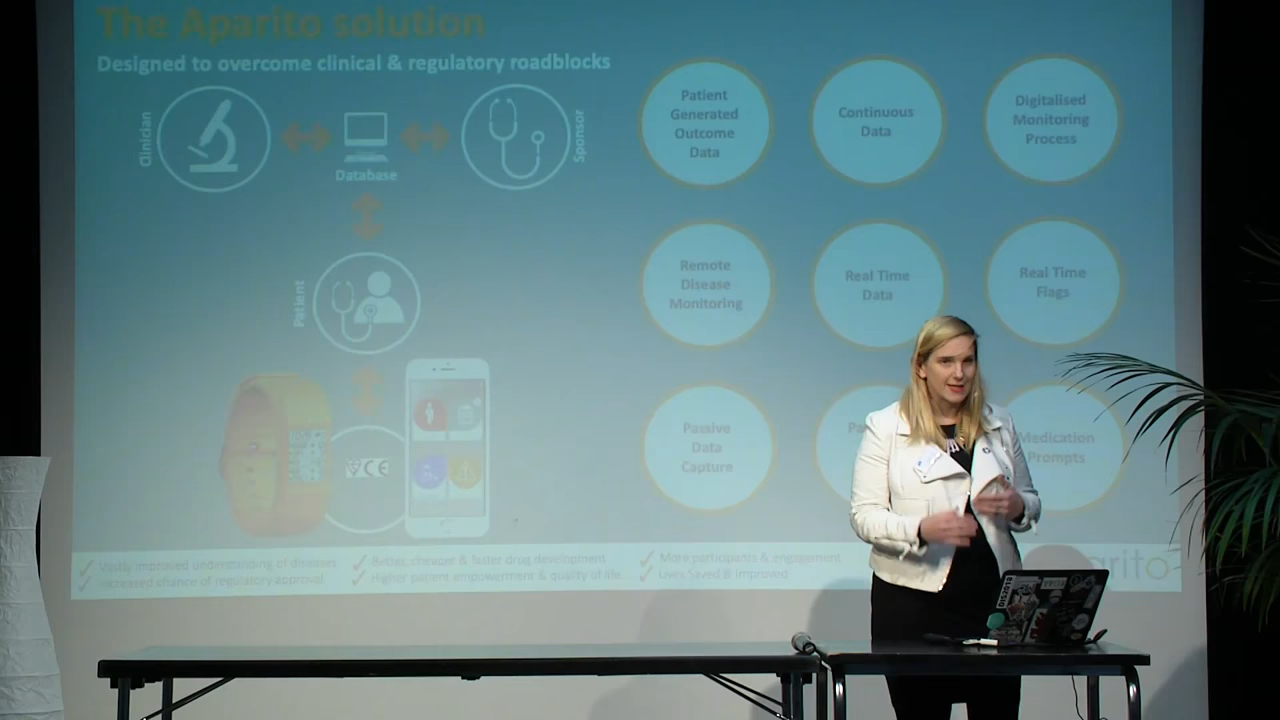 The Aparito solution
Designed to overcome clinical & regulatory roadblocks
Clinician
Database
Sponsor
Patient
CE
Patient
Generated
Outcome
Data
Continuous
Data
Digitalised
Monitoring
Process
Remote
Disease
Monitoring
Real Time
Data
Real Time
Flags
Passive
Data
Capture
Medication
Prompts
✓ Vastly improved understanding of diseases
✓ Increased chance of regulatory approval
✓ Better, cheaper & faster drug development
✓ Higher patient empowerment & quality of life
✓ More participants & engagement
✓ Lives Saved & Improved
arito